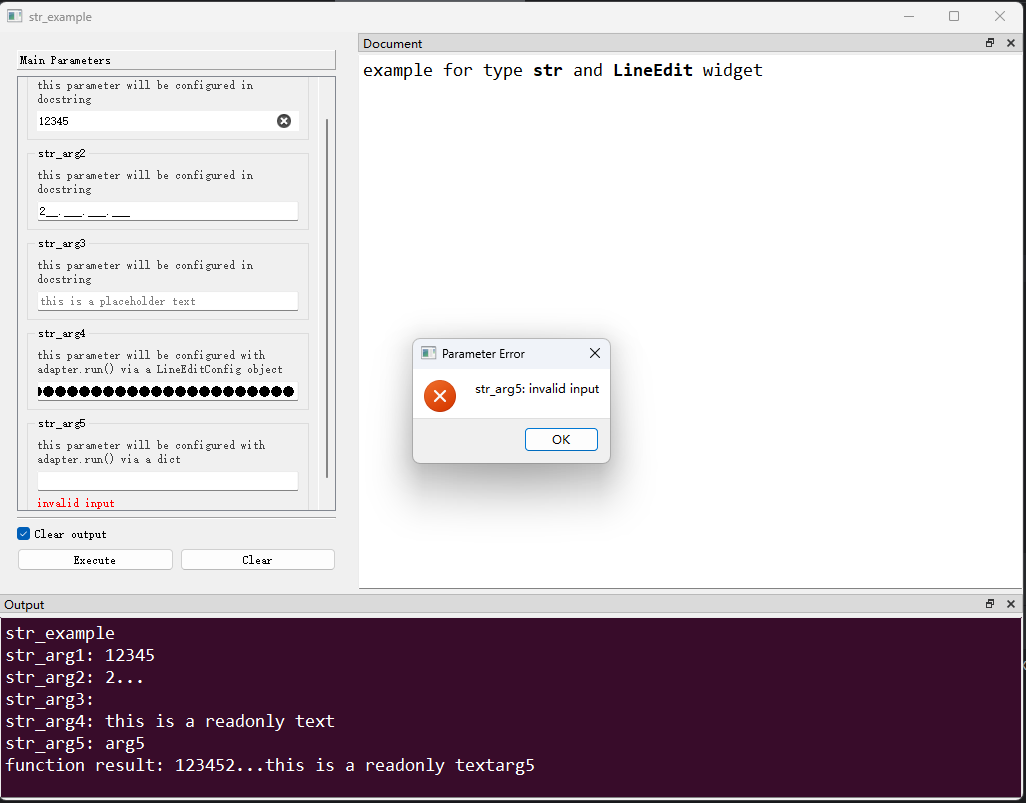 str_example
Main Parameters
this parameter will be configured in
docstring
12345
str_arg2
this parameter will be configured in
docstring
2__.___.___.___
str_arg3
this parameter will be configured in
docstring
this is a placeholder text
str_arg4
this parameter will be configured with
adapter.run() via a LineEditConfig object
str_arg5
this parameter will be configured with
adapter.run() via a dict
invalid input
Clear output
Execute
Clear
Document
example for type str and LineEdit widget
Parameter Error
str_arg5: invalid input
OK
Output
str_example
str_arg1: 12345
str_arg2: 2...
str_arg3:
str_arg4: this is a readonly text
str_arg5: arg5
function result: 123452...this is a readonly textarg5